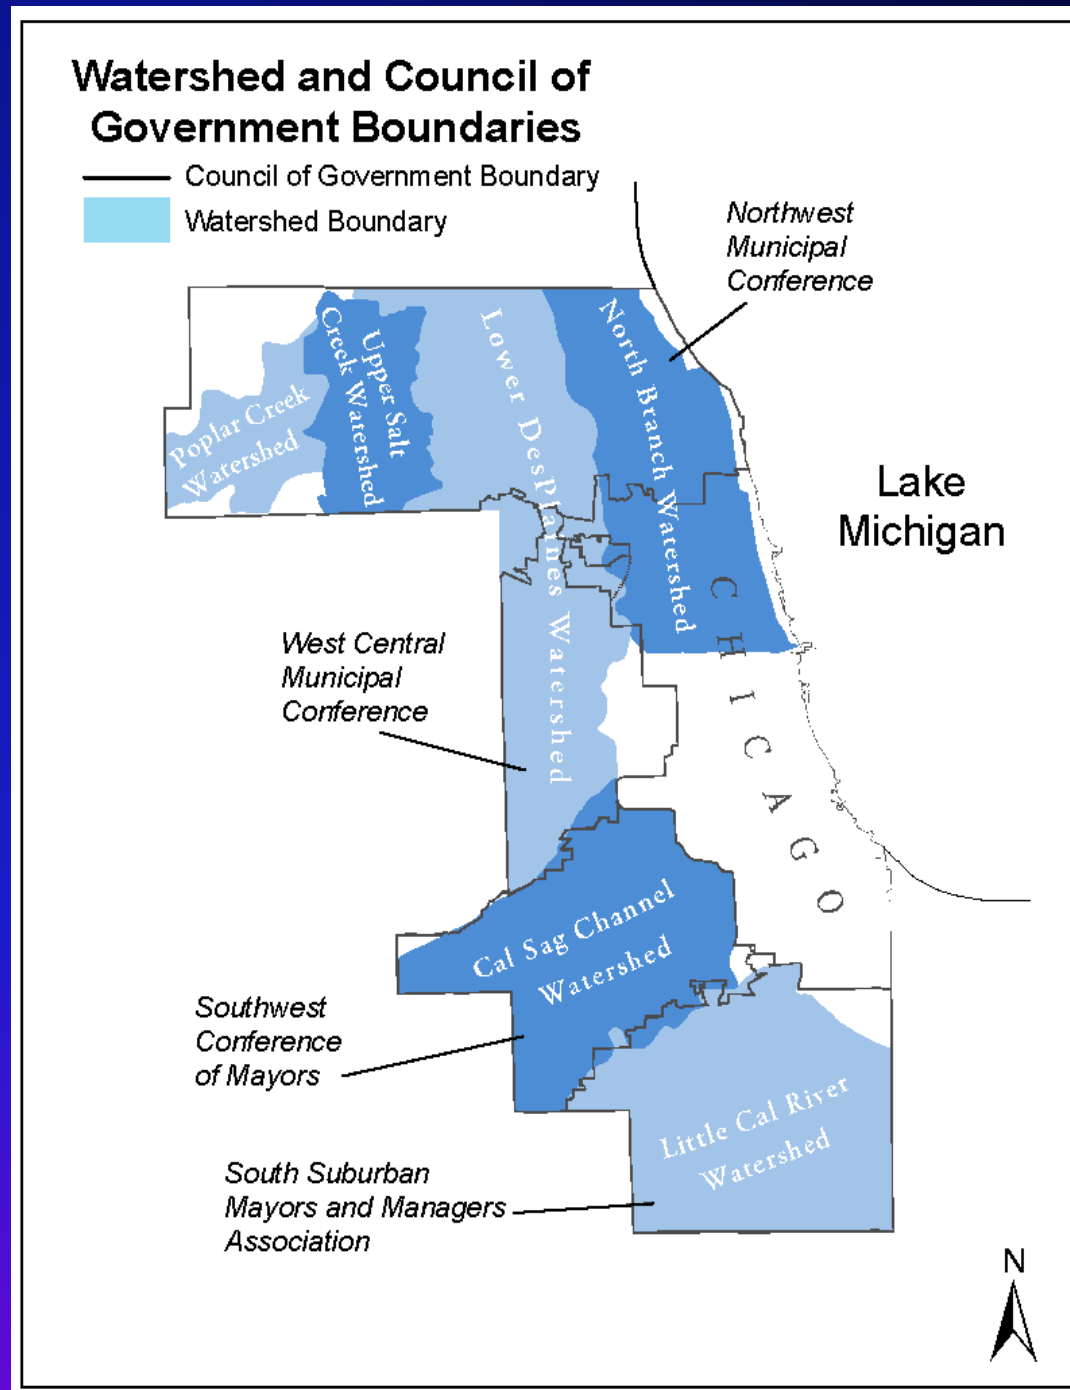 Watershed and Council of
Government Boundaries
Council of Government Boundary
Watershed Boundary
Northwest
Municipal
Conference
Lake
Michigan
Poplar Creek
Watershed
Upper Salt
Creek Watershed
Lower DesPlaines Watershed
North Branch Watershed
CHICAGO
West Central
Municipal
Conference
Cal Sag Channel
Watershed
Southwest
Conference
of Mayors
Little Cal River
Watershed
South Suburban
Mayors and Managers
Association
N